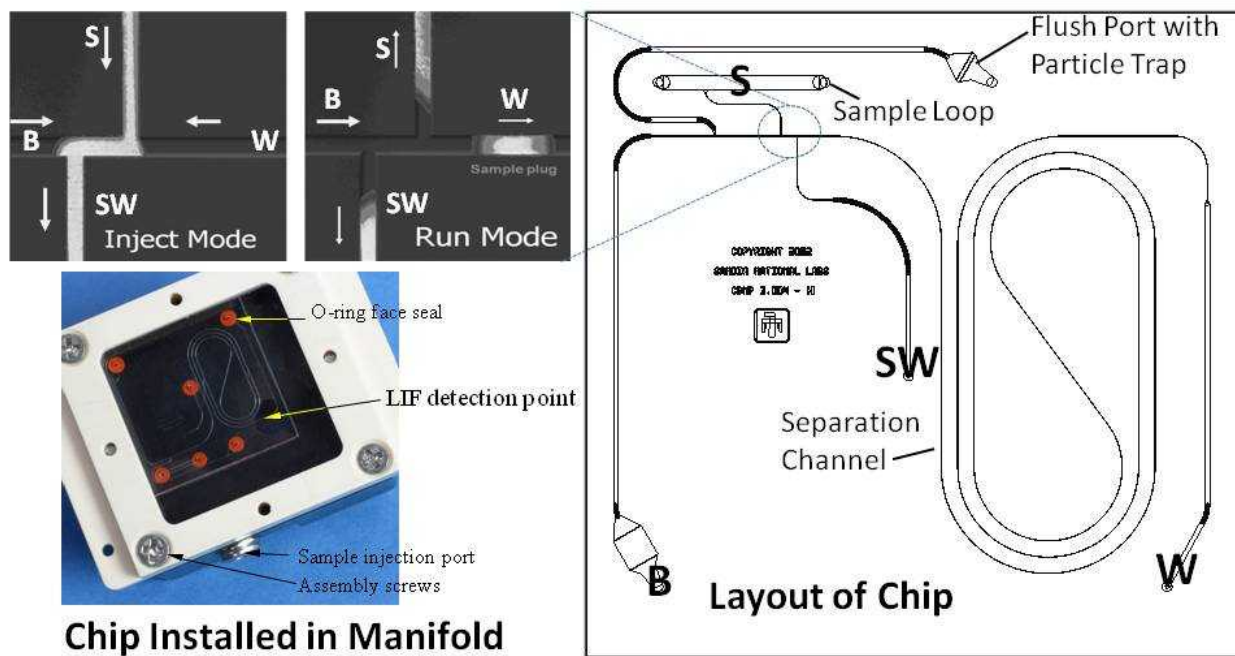 S
B
W
SW
Inject Mode
S
B
W
Sample plug
SW
Run Mode
O-ring face seal
LIF detection point
Sample injection port
Assembly screws
Chip Installed in Manifold
Flush Port with
Particle Trap
S
Sample Loop
COPYRIGHT 2002
SANDIA NATIONAL LABS
SW
Separation
Channel
B
W
Layout of Chip